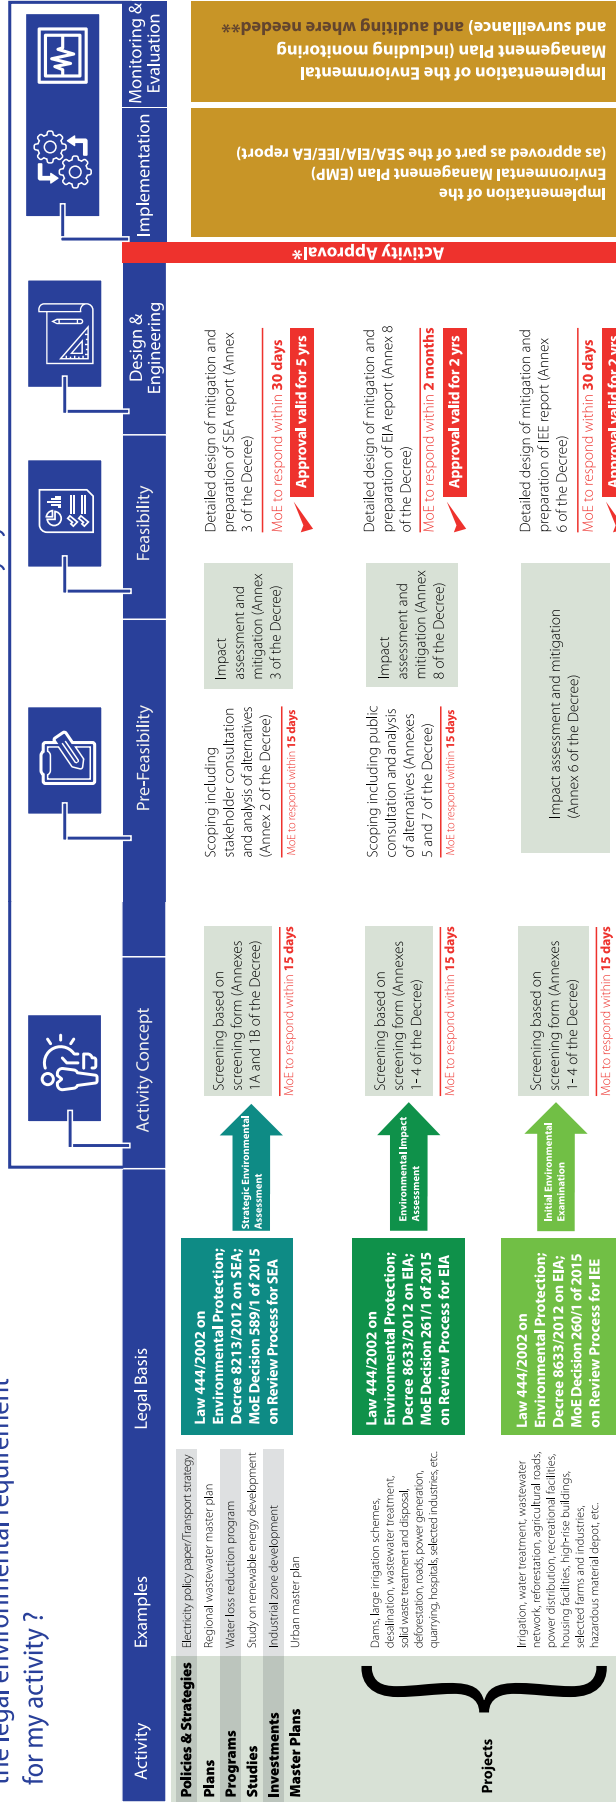 the legal environmental requirement
for my activity ?
Activity
Examples
Legal Basis
Activity Concept
Pre-Feasibility
Feasibility
Design &
Engineering
Implementation
Monitoring &
Evaluation
Policies & Strategies
Plans
Programs
Studies
Investments
Master Plans
Electricity policy paper/Transport strategy
Regional wastewater master plan
Water loss reduction program
Study on renewable energy development
Industrial zone development
Urban master plan
Law 444/2002 on
Environmental Protection;
Decree 8213/2012 on SEA;
MoE Decision 589/1 of 2015
on Review Process for SEA
Strategic Environmental
Assessment
Screening based on
screening form (Annexes
1A and 1B of the Decree)
MoE to respond within 15 days
Scoping including
stakeholder consultation
and analysis of alternatives
(Annex 2 of the Decree)
MoE to respond within 15 days
Impact
assessment and
mitigation (Annex
3 of the Decree)
Detailed design of mitigation and
preparation of SEA report (Annex
3 of the Decree)
MoE to respond within 30 days
Approval valid for 5 yrs
Projects
Dams, large irrigation schemes,
desalination, wastewater treatment,
solid waste treatment and disposal,
deforestation, roads, power generation,
quarrying, hospitals, selected industries, etc.
Law 444/2002 on
Environmental Protection;
Decree 8633/2012 on EIA;
MoE Decision 261/1 of 2015
on Review Process for EIA
Environmental Impact
Assessment
Screening based on
screening form (Annexes
1- 4 of the Decree)
MoE to respond within 15 days
Scoping including public
consultation and analysis
of alternatives (Annexes
5 and 7 of the Decree)
MoE to respond within 15 days
Impact
assessment and
mitigation (Annex
8 of the Decree)
Detailed design of mitigation and
preparation of EIA report (Annex 8
of the Decree)
MoE to respond within 2 months
Approval valid for 2 yrs
Irrigation, water treatment, wastewater
network, reforestation, agricultural roads,
power distribution, recreational facilities,
housing facilities, high-rise buildings,
selected farms and industries,
hazardous material depot, etc.
Law 444/2002 on
Environmental Protection;
Decree 8633/2012 on EIA;
MoE Decision 260/1 of 2015
on Review Process for IEE
Initial Environmental
Examination
Screening based on
screening form (Annexes
1- 4 of the Decree)
MoE to respond within 15 days
Impact assessment and mitigation
(Annex 6 of the Decree)
Detailed design of mitigation and
preparation of IEE report (Annex
6 of the Decree)
MoE to respond within 30 days
Approval valid for 2 yrs
Activity Approval*
Implementation of the
Environmental Management Plan (EMP)
(as approved as part of the SEA/EIA/IEE/EA report)
Implementation of the Enviornmental
Management Plan (including monitoring
and surveillance) and auditing where needed**